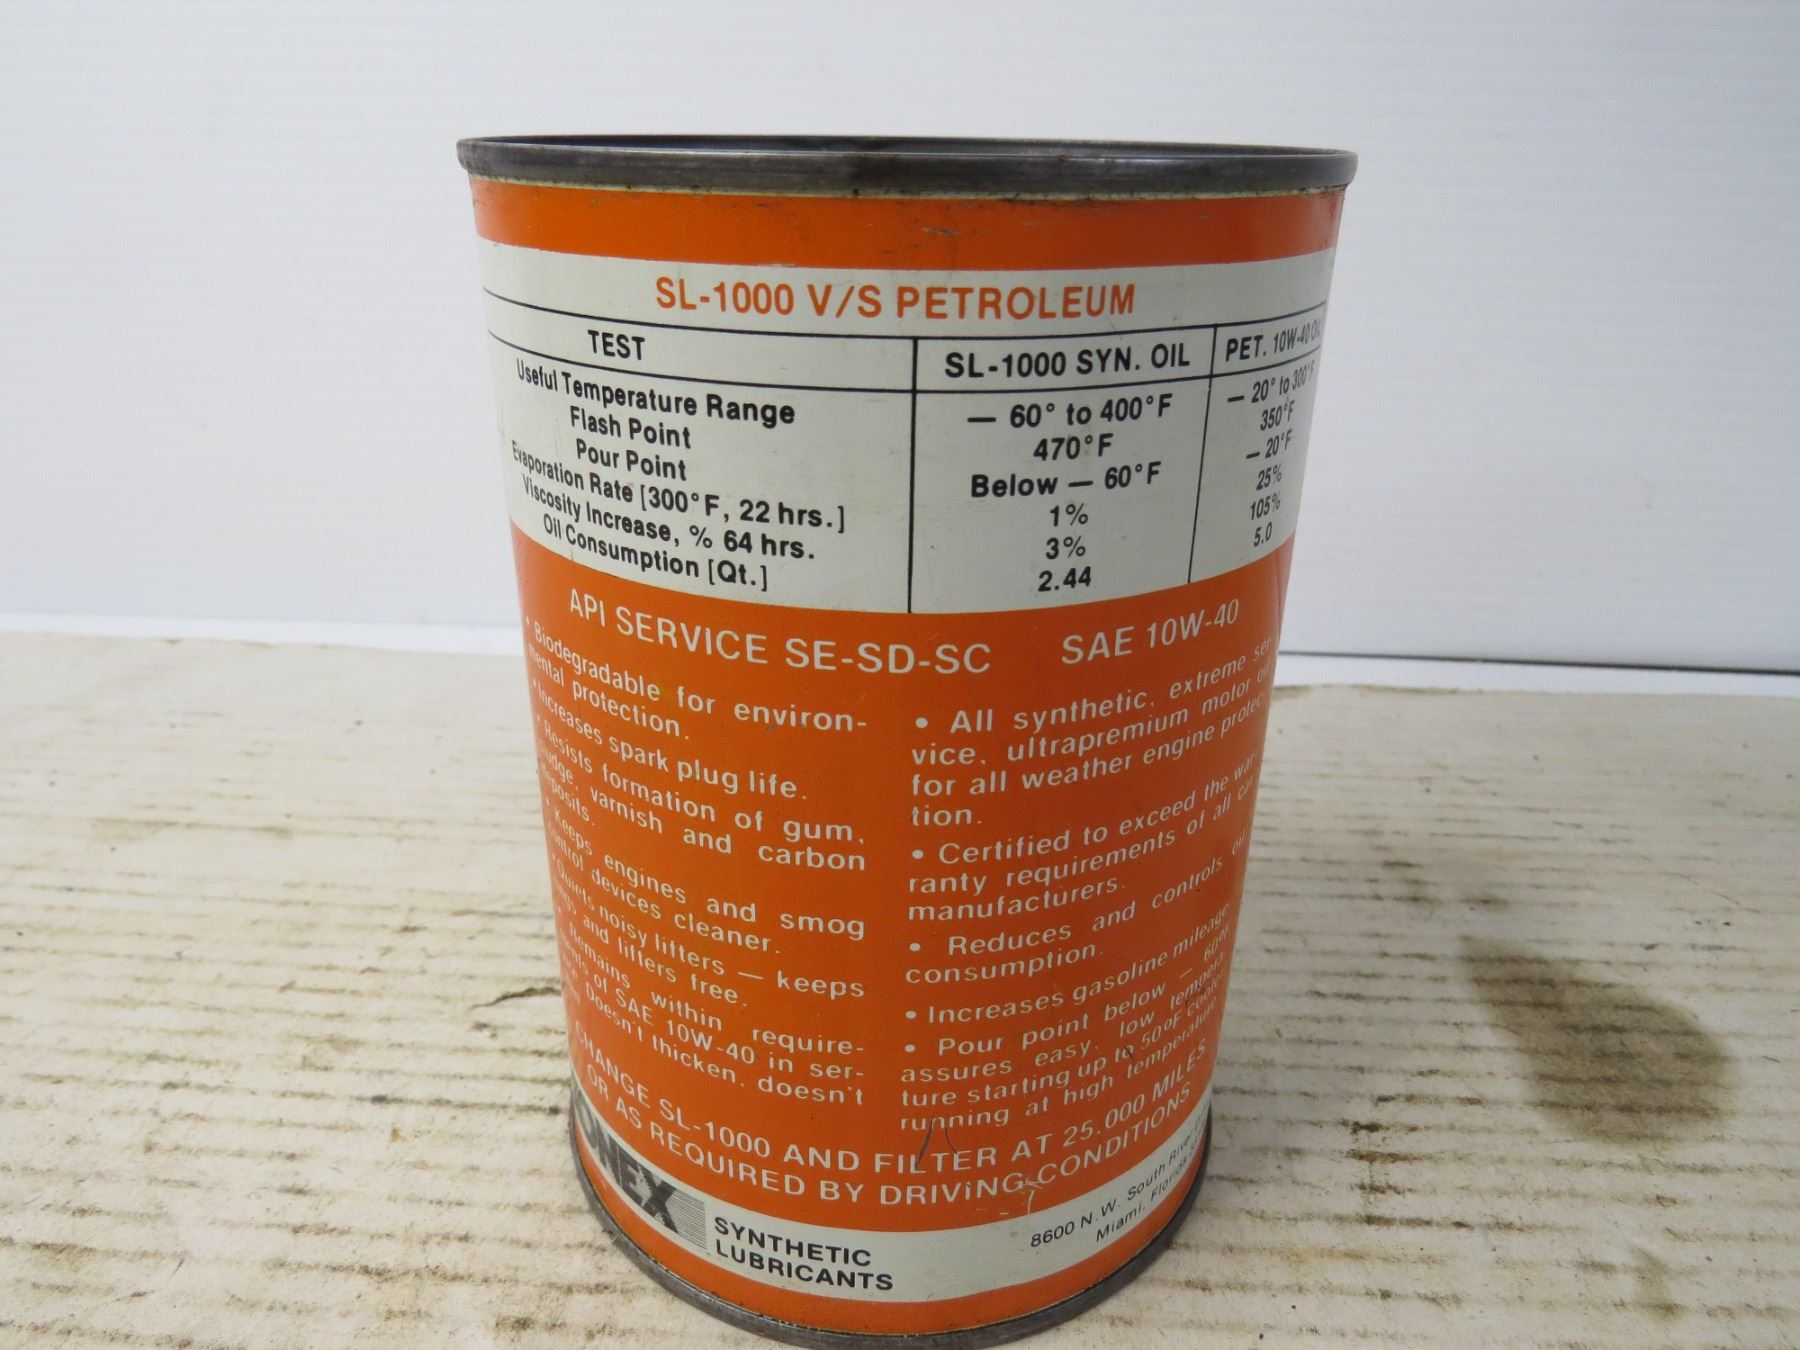 SL-1000 V/S PETROLEUM
TEST SL-1000 SYN. OIL PET. 10W-40
Useful Temperature Range — 60° to 400°F — 20° to 300°F
Flash Point 470°F 350°F
Pour Point Below — 60°F — 20°F
Evaporation Rate [300°F, 22 hrs.] 1% 25%
Viscosity Increase, % 64 hrs. 3% 105%
Oil Consumption [Qt.] 2.44 5.0
API SERVICE SE-SD-SC SAE 10W-40
• Biodegradable for environ-
mental protection.
• Increases spark plug life.
• Resists formation of gum,
varnish and carbon
deposits.
• Keeps engines and smog
control devices cleaner.
• Quiets noisy lifters — keeps
and lifters free.
• Remains within require-
of SAE 10W-40 in ser-
Doesn't thicken, doesn't
• All synthetic, extreme ser-
vice, ultrapremium motor oil
for all weather engine protec-
tion.
• Certified to exceed the war-
ranty requirements of all car
manufacturers.
• Reduces and controls oil
consumption.
• Increases gasoline mileage.
• Pour point below — 60°F
assures easy, low tempera-
ture starting up to 50°F cooler
running at high temperature.
CHANGE SL-1000 AND FILTER AT 25,000 MILES
OR AS REQUIRED BY DRIVING CONDITIONS
SYNTHETIC
LUBRICANTS
8600 N.W. South River
Miami, Florida